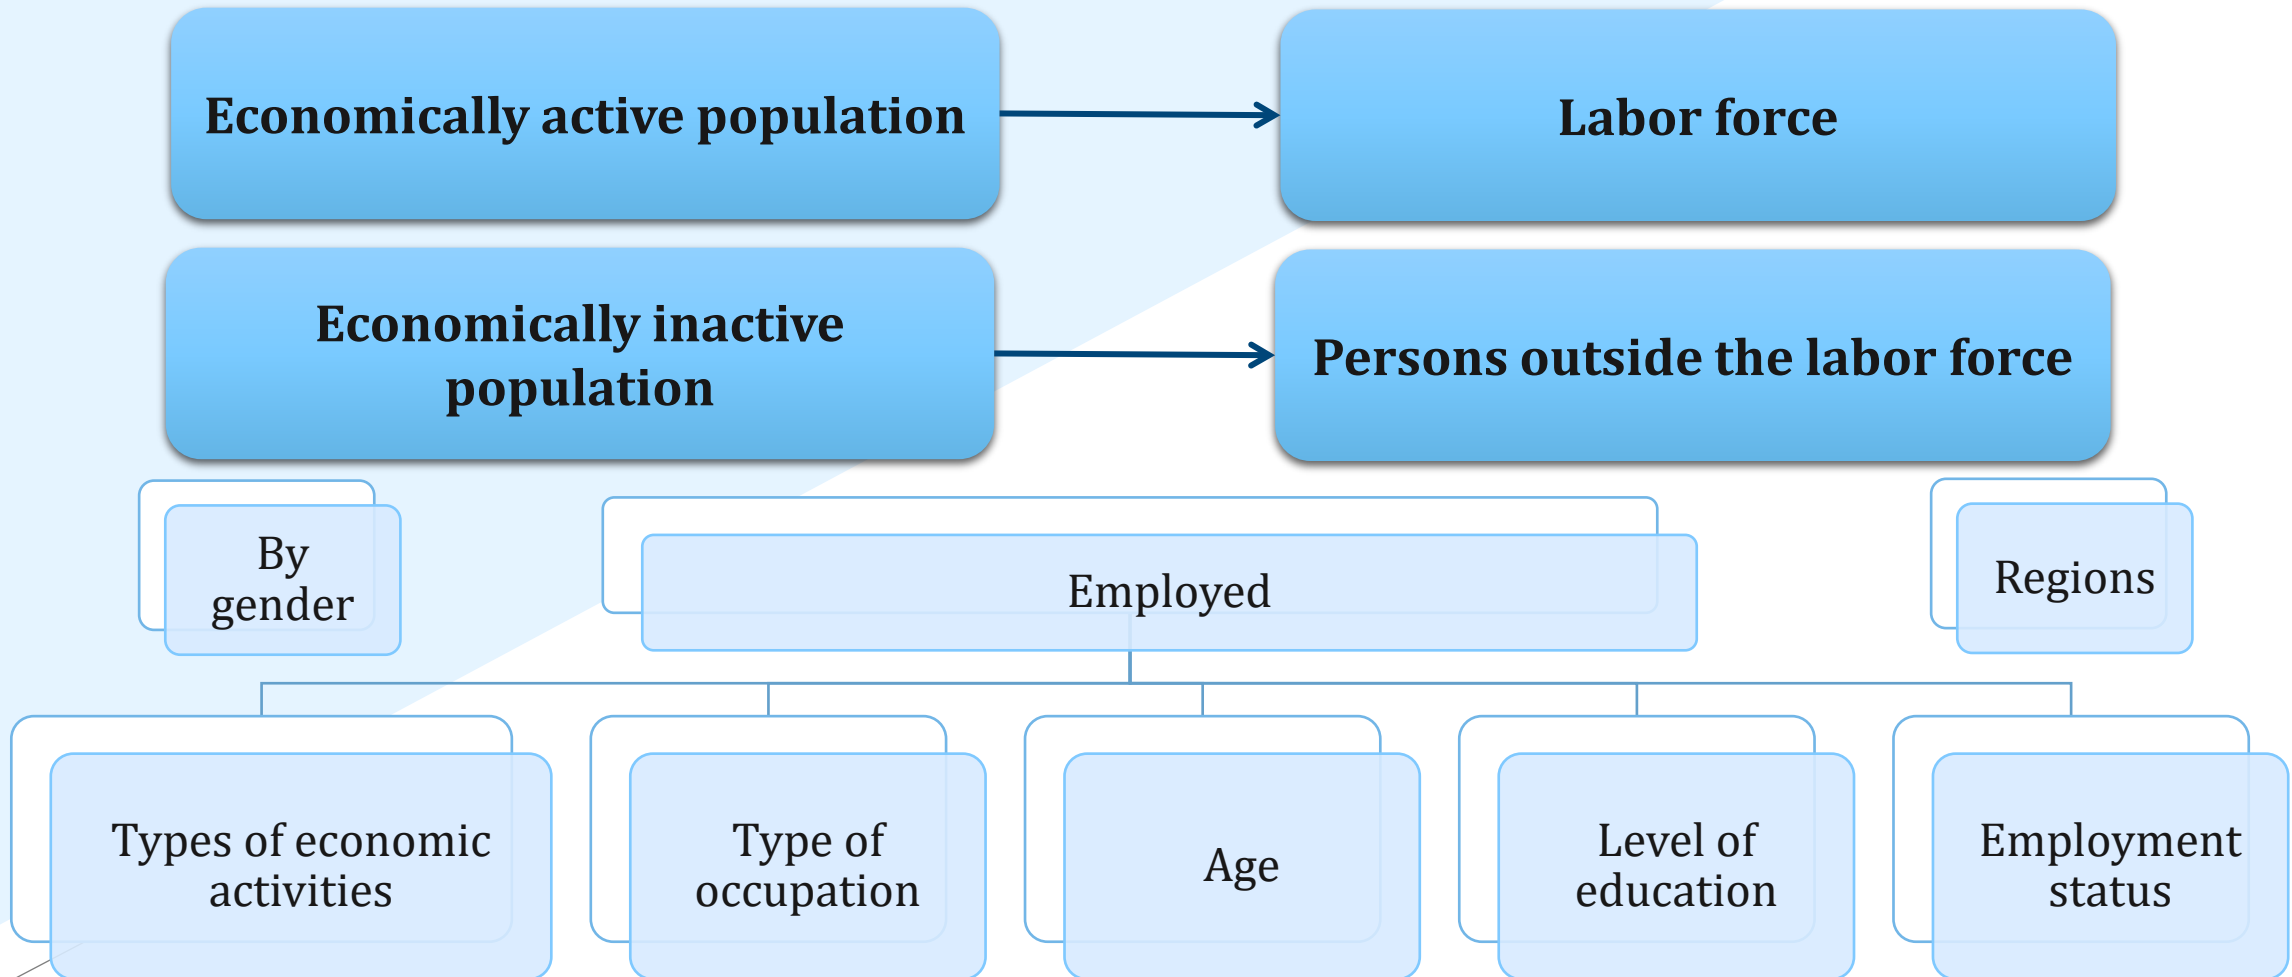 Economically active population
Labor force
Economically inactive
population
Persons outside the labor force
By
gender
Employed
Regions
Types of economic
activities
Type of
occupation
Age
Level of
education
Employment
status